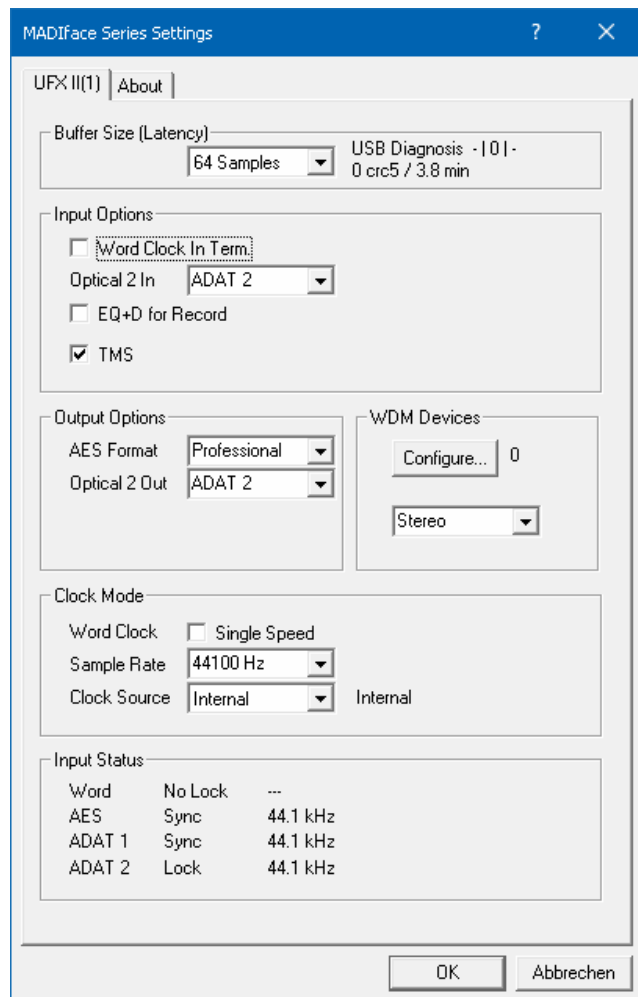 MADIface Series Settings ?
UFX II(1) About
Buffer Size (Latency)
64 Samples
USB Diagnosis - | 0 | -
0 crc5 / 3.8 min
Input Options
Word Clock In Term.
Optical 2 In ADAT 2
EQ+D for Record
TMS
Output Options
AES Format Professional
Optical 2 Out ADAT 2
WDM Devices
Configure... 0
Stereo
Clock Mode
Word Clock Single Speed
Sample Rate 44100 Hz
Clock Source Internal Internal
Input Status
Word No Lock ---
AES Sync 44.1 kHz
ADAT 1 Sync 44.1 kHz
ADAT 2 Lock 44.1 kHz
OK Abbrechen